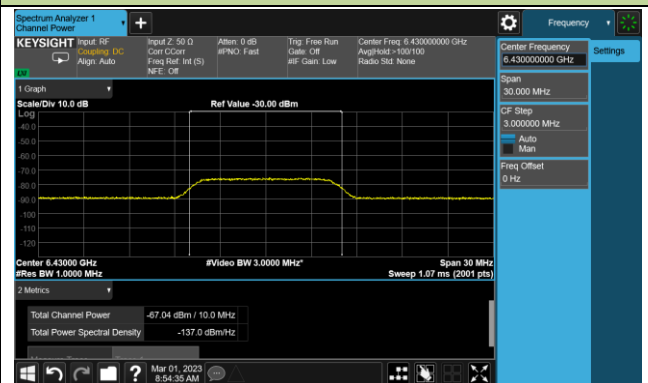 Spectrum Analyzer 1
Channel Power
+
Frequency
KEYSIGHT
Input: RF
Coupling: DC
Align: Auto
Input Z: 50 Ω
Corr CCorr
Freq Ref: Int (S)
NFE: Off
Atten: 0 dB
#PNO: Fast
Trig: Free Run
Gate: Off
#IF Gain: Low
Center Freq: 6.430000000 GHz
Avg|Hold:>100/100
Radio Std: None
LXI
Center Frequency
6.430000000 GHz
Settings
Span
30.000 MHz
CF Step
3.000000 MHz
Auto
Man
Freq Offset
0 Hz
1 Graph
Scale/Div 10.0 dB
Ref Value -30.00 dBm
Log
-40.0
-50.0
-60.0
-70.0
-80.0
-90.0
-100
-110
-120
Center 6.43000 GHz
#Video BW 3.0000 MHz*
Span 30 MHz
#Res BW 1.0000 MHz
Sweep 1.07 ms (2001 pts)
2 Metrics
Total Channel Power -67.04 dBm / 10.0 MHz
Total Power Spectral Density -137.0 dBm/Hz
?
Mar 01, 2023
8:54:35 AM